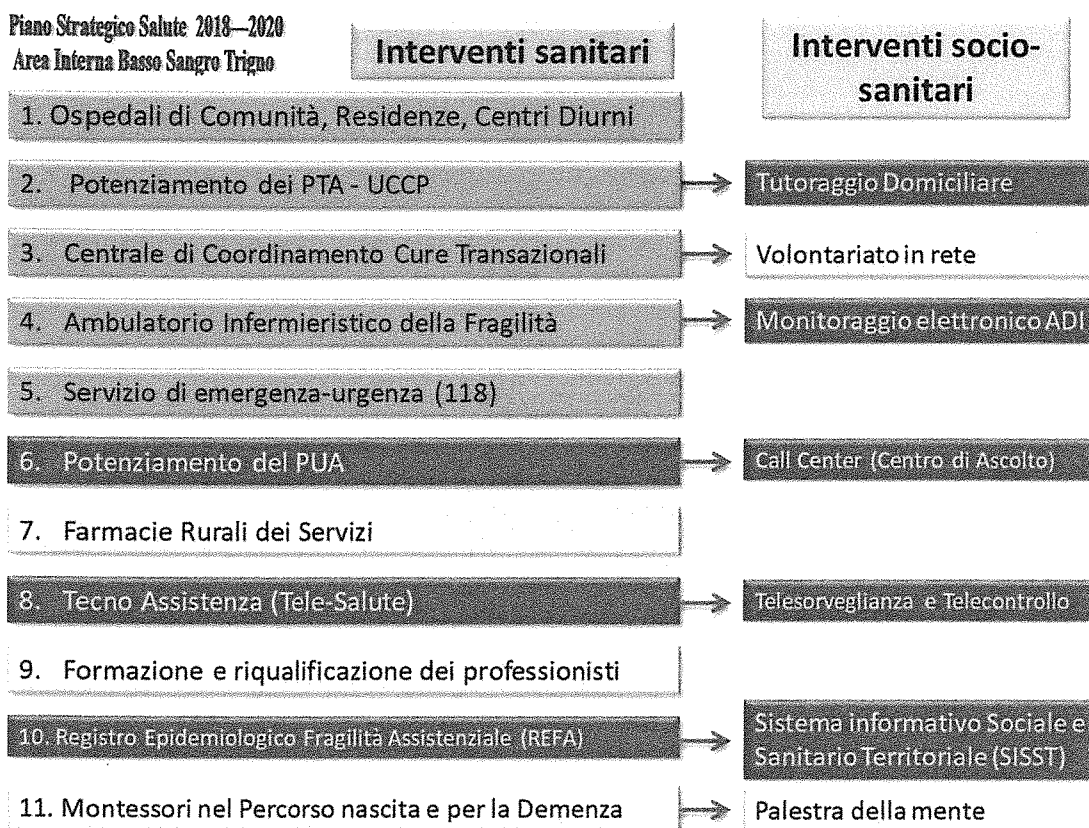 Piano Strategico Salute 2018—2020
Area Interna Basso Sangro Trigno
Interventi sanitari
Interventi socio-
sanitari
1. Ospedali di Comunità, Residenze, Centri Diurni
2. Potenziamento dei PTA - UCCP
Tutoraggio Domiciliare
3. Centrale di Coordinamento Cure Transazionali
Volontariato in rete
4. Ambulatorio Infermieristico della Fragilità
Monitoraggio elettronico ADI
5. Servizio di emergenza-urgenza (118)
6. Potenziamento del PUA
Call Center (Centro di Ascolto)
7. Farmacie Rurali dei Servizi
8. Tecno Assistenza (Tele-Salute)
Telesorveglianza e Telecontrollo
9. Formazione e riqualificazione dei professionisti
10. Registro Epidemiologico Fragilità Assistenziale (REFA)
Sistema informativo Sociale e
Sanitario Territoriale (SISST)
11. Montessori nel Percorso nascita e per la Demenza
Palestra della mente